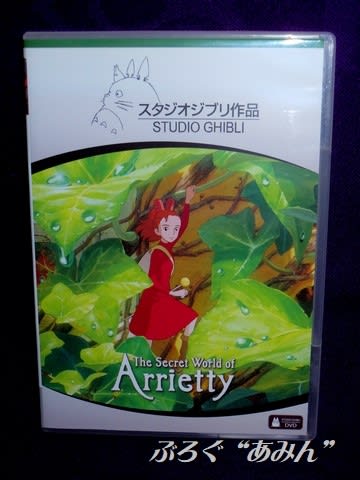 スタジオジブリ作品
STUDIO GHIBLI
The Secret World of
Arrietty
DVD
ぶろぐ“あみん”